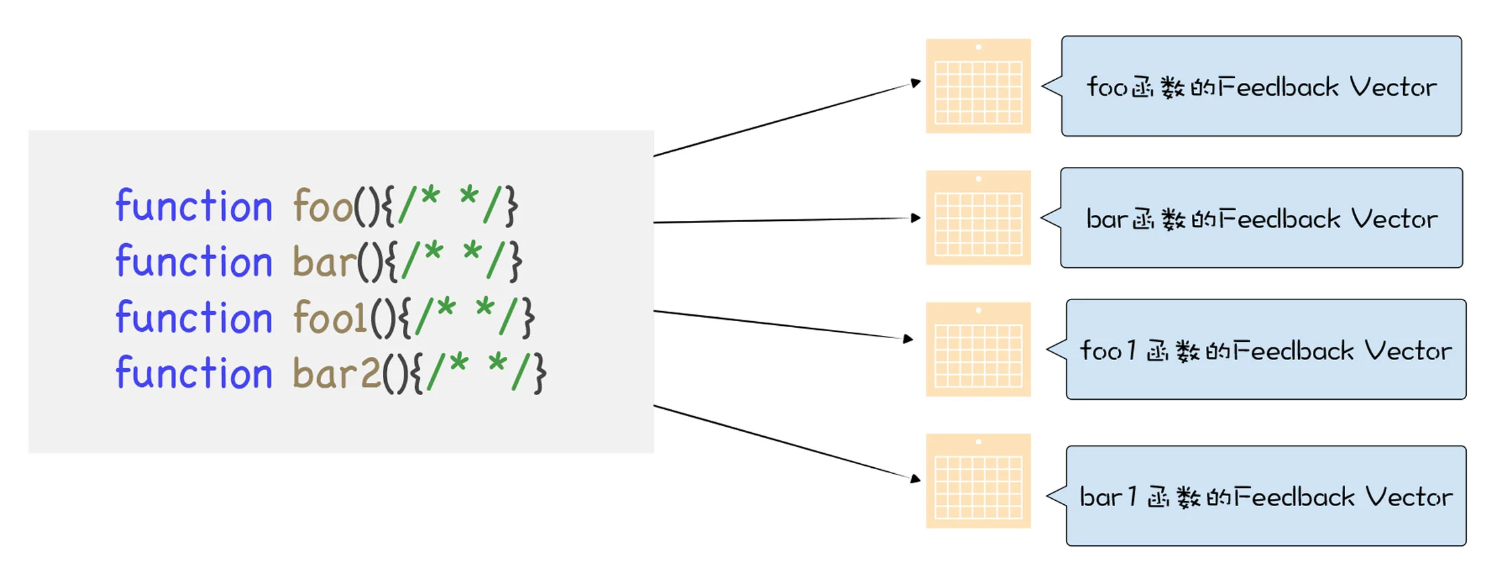 function foo(){/* */}
function bar(){/* */}
function foo1(){/* */}
function bar2(){/* */}
foo函数的Feedback Vector
bar函数的Feedback Vector
foo1函数的Feedback Vector
bar1函数的Feedback Vector